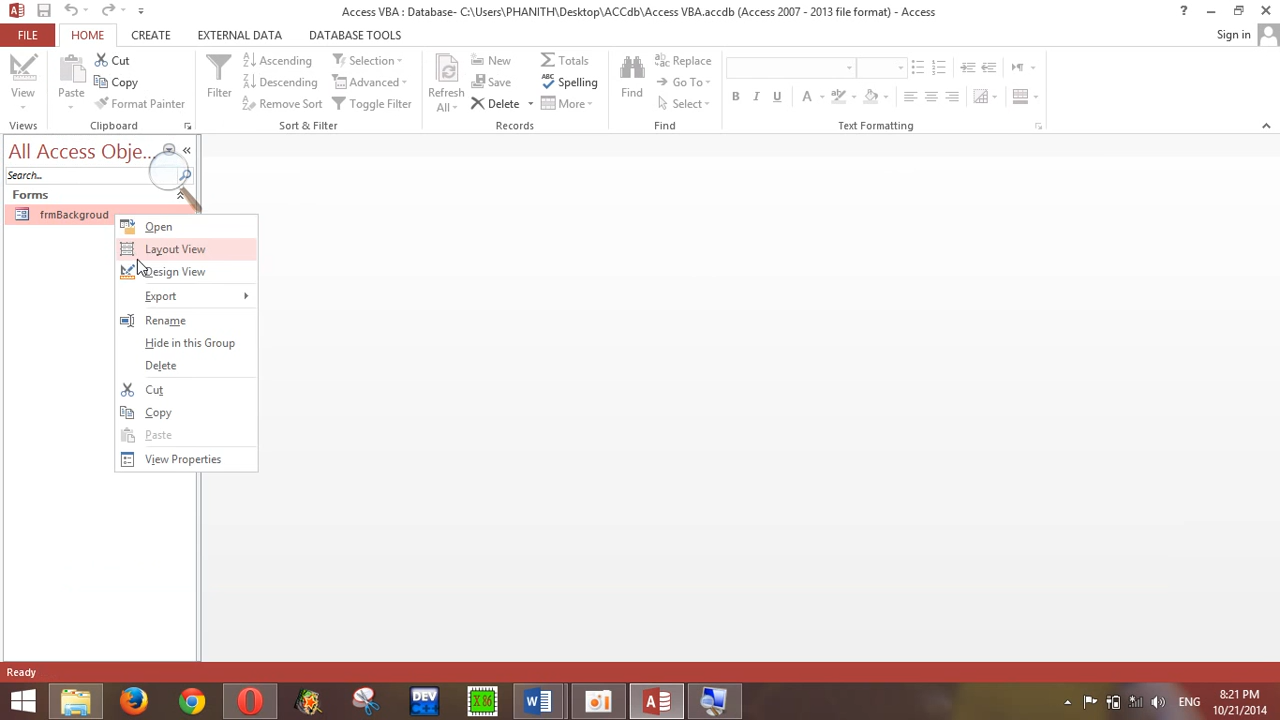 Access VBA : Database- C:\Users\PHANITH\Desktop\ACCdb\Access VBA.accdb (Access 2007 - 2013 file format) - Access
?
FILE HOME CREATE EXTERNAL DATA DATABASE TOOLS
Sign in
View
Views
Paste
Cut
Copy
Format Painter
Clipboard
Filter
Ascending
Descending
Remove Sort
Selection
Advanced
Toggle Filter
Sort & Filter
Refresh
All
New
Save
Delete
Totals
Spelling
More
Records
Find
Replace
Go To
Select
Find
B I U A
Text Formatting
All Access Obje...
Search...
Forms
frmBackgroud
Open
Layout View
Design View
Export
Rename
Hide in this Group
Delete
Cut
Copy
Paste
View Properties
Ready
DEV
C++
X 86
W
ENG
8:21 PM
10/21/2014